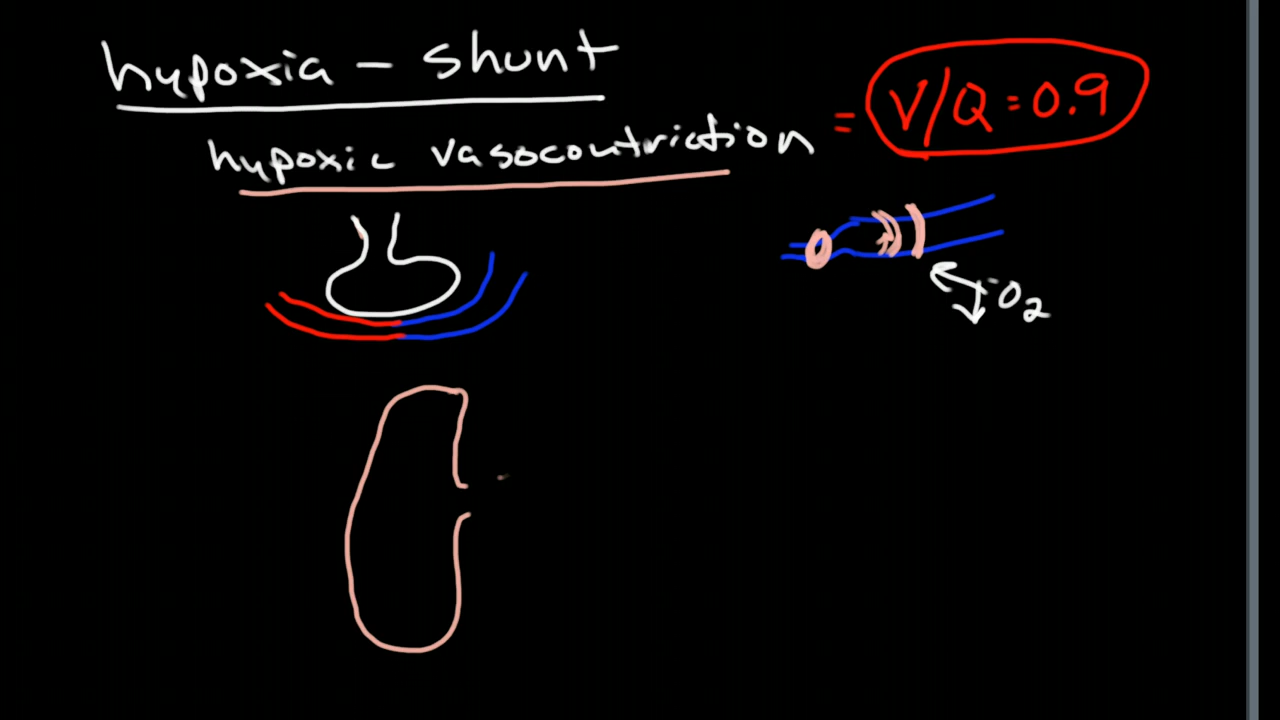 hypoxia - shunt
hypoxic vasocontriction = V/Q = 0.9
-O2